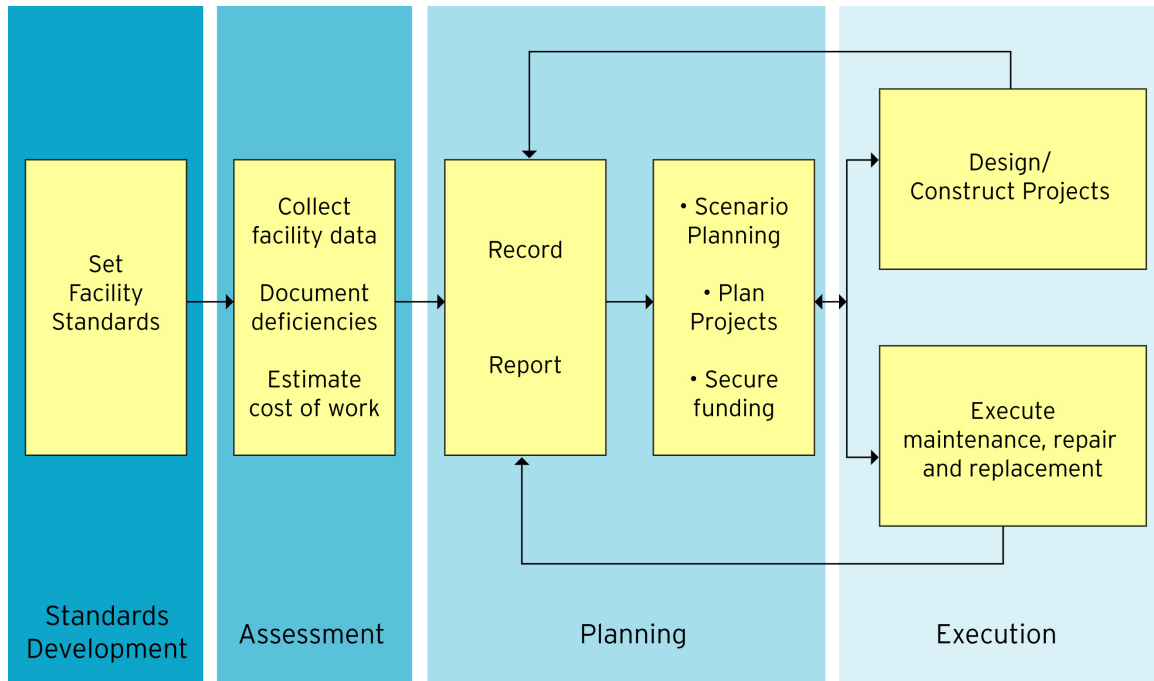 Set
Facility
Standards
Collect
facility data
Document
deficiencies
Estimate
cost of work
Record
Report
• Scenario
Planning
• Plan
Projects
• Secure
funding
Design/
Construct Projects
Execute
maintenance, repair
and replacement
Standards
Development
Assessment
Planning
Execution